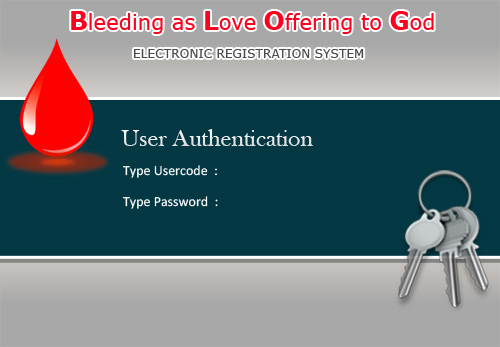 Bleeding as Love Offering to God
ELECTRONIC REGISTRATION SYSTEM
User Authentication
Type Usercode :
Type Password :